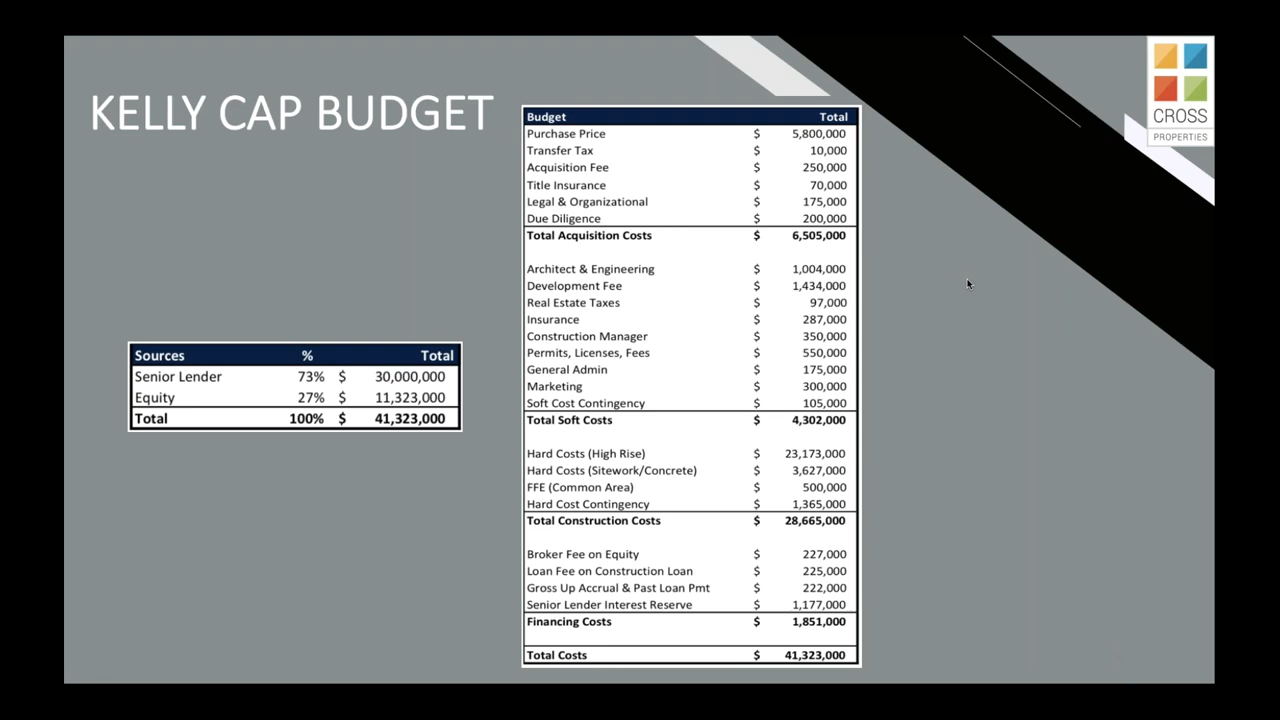 KELLY CAP BUDGET
CROSS
PROPERTIES
Sources % Total
Senior Lender 73% $ 30,000,000
Equity 27% $ 11,323,000
Total 100% $ 41,323,000
Budget Total
Purchase Price $ 5,800,000
Transfer Tax $ 10,000
Acquisition Fee $ 250,000
Title Insurance $ 70,000
Legal & Organizational $ 175,000
Due Diligence $ 200,000
Total Acquisition Costs $ 6,505,000
Architect & Engineering $ 1,004,000
Development Fee $ 1,434,000
Real Estate Taxes $ 97,000
Insurance $ 287,000
Construction Manager $ 350,000
Permits, Licenses, Fees $ 550,000
General Admin $ 175,000
Marketing $ 300,000
Soft Cost Contingency $ 105,000
Total Soft Costs $ 4,302,000
Hard Costs (High Rise) $ 23,173,000
Hard Costs (Sitework/Concrete) $ 3,627,000
FFE (Common Area) $ 500,000
Hard Cost Contingency $ 1,365,000
Total Construction Costs $ 28,665,000
Broker Fee on Equity $ 227,000
Loan Fee on Construction Loan $ 225,000
Gross Up Accrual & Past Loan Pmt $ 222,000
Senior Lender Interest Reserve $ 1,177,000
Financing Costs $ 1,851,000
Total Costs $ 41,323,000